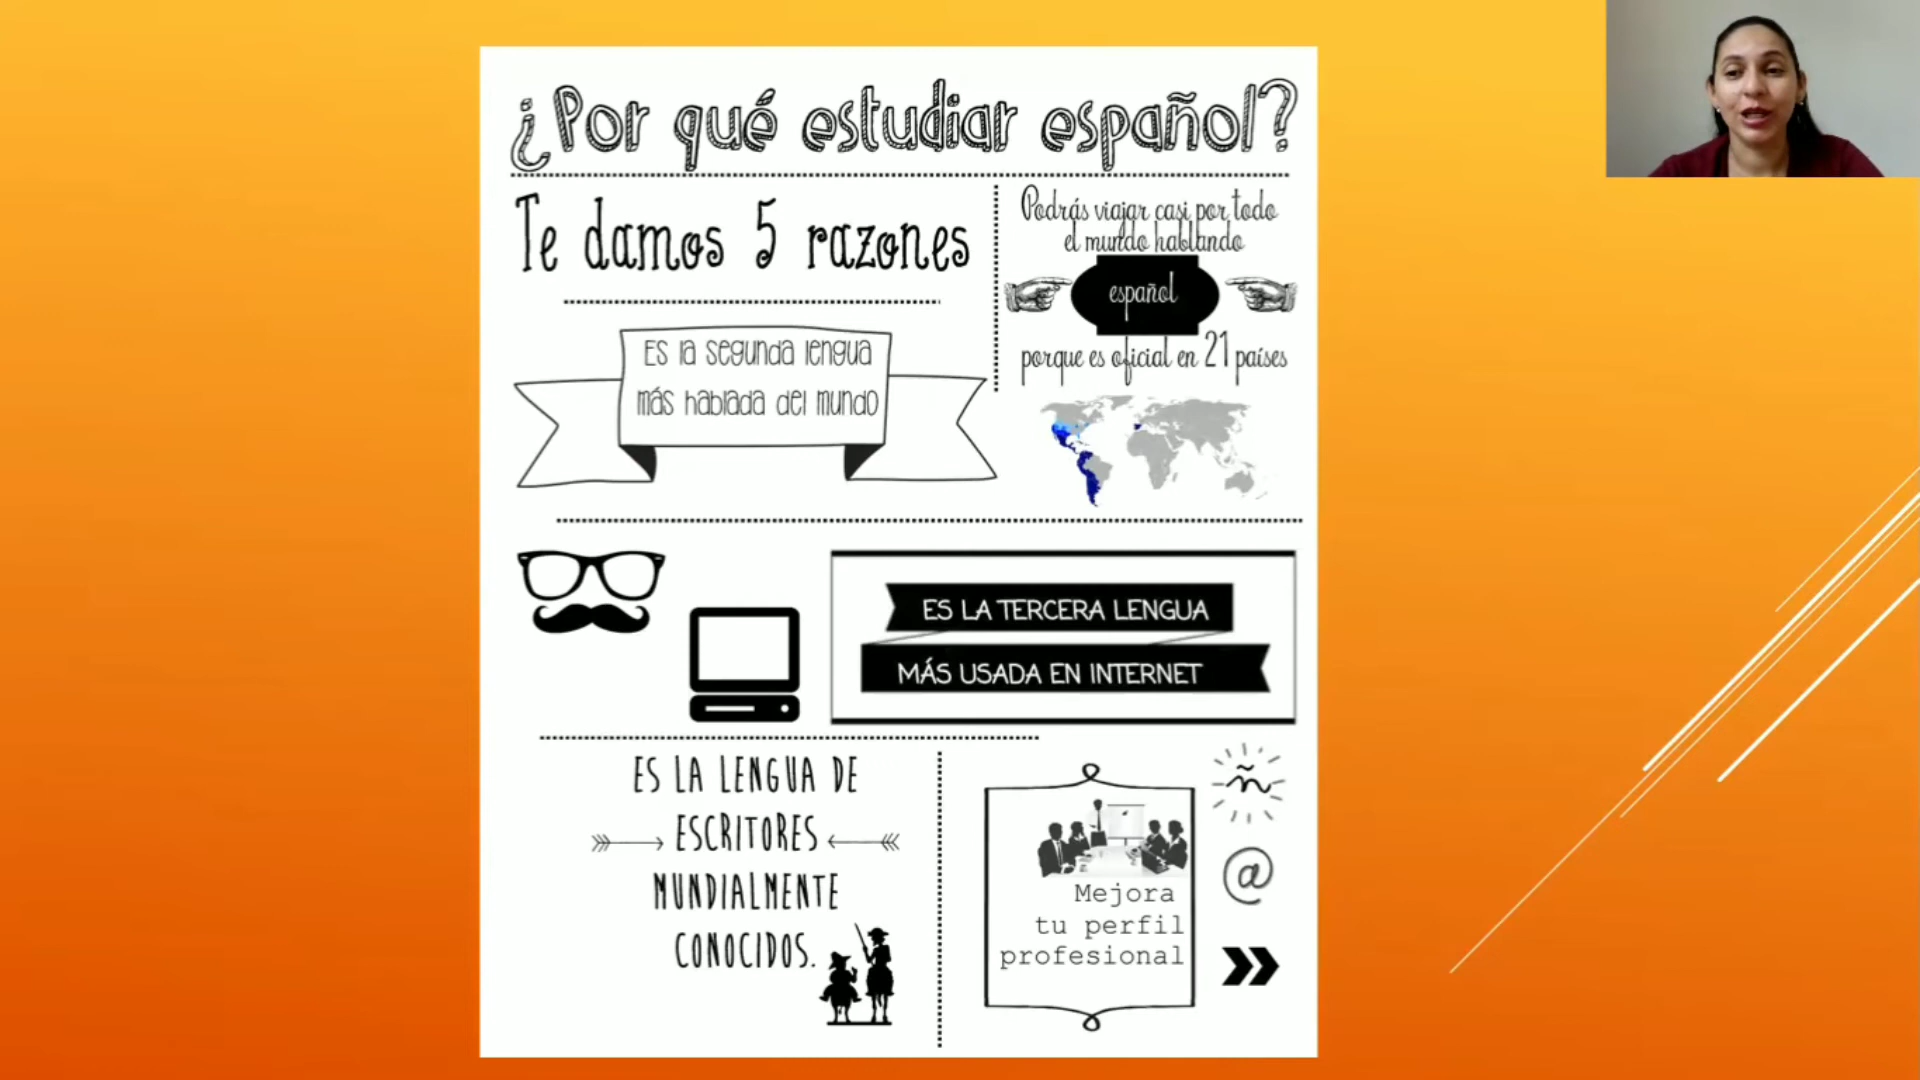 ¿Por qué estudiar español?
Te damos 5 razones
Podrás viajar casi por todo
el mundo hablando
español
porque es oficial en 21 países
Es la segunda lengua
más hablada del mundo
ES LA TERCERA LENGUA
MÁS USADA EN INTERNET
ES LA LENGUA DE
ESCRITORES
MUNDIALMENTE
CONOCIDOS.
Mejora
tu perfil
profesional
ñ
@